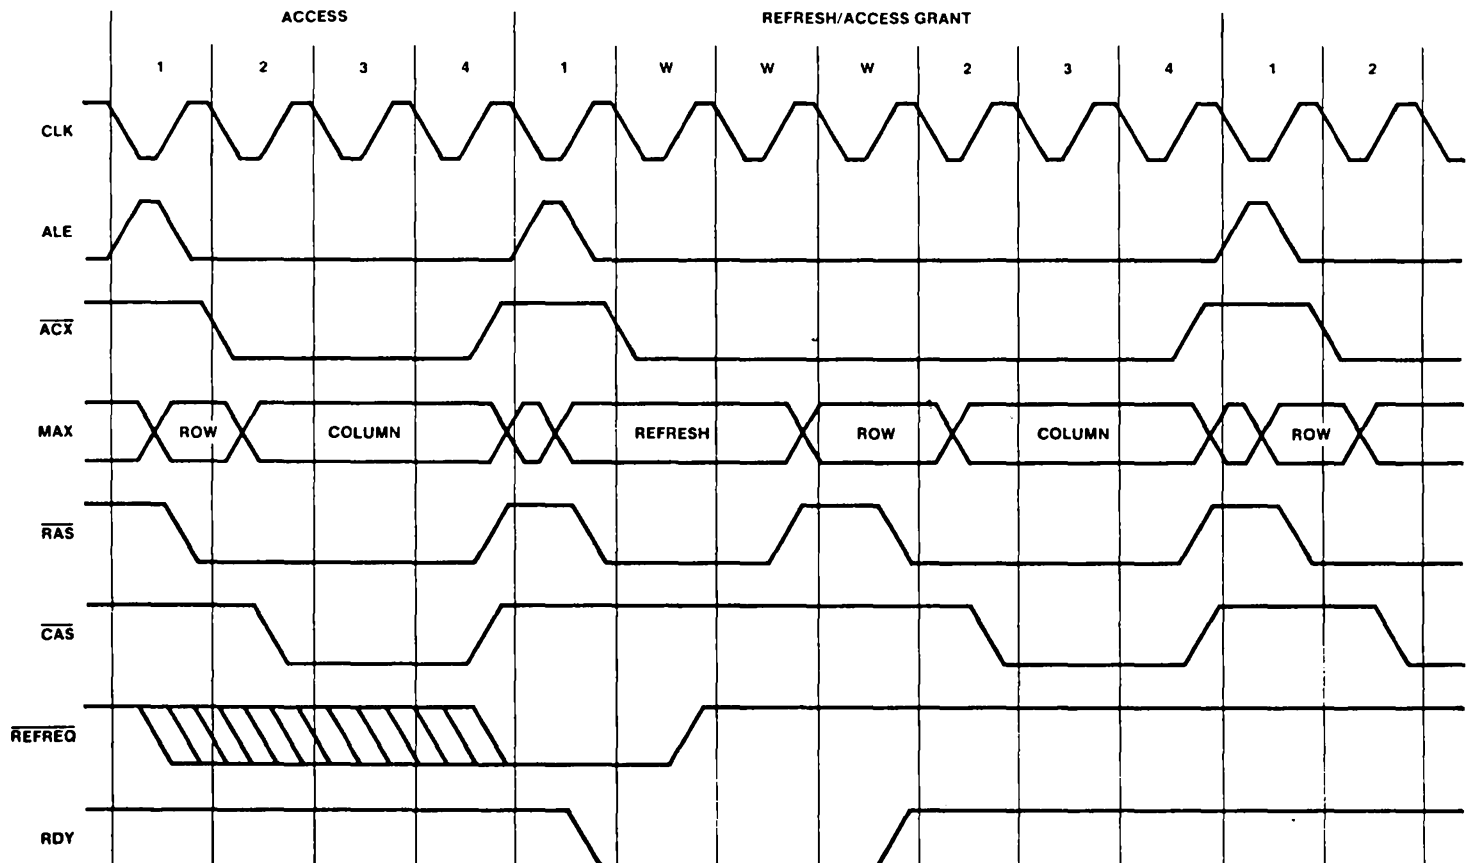 ACCESS REFRESH/ACCESS GRANT
1 2 3 4 1 W W W 2 3 4 1 2
CLK
ALE
ACX
MAX ROW COLUMN REFRESH ROW COLUMN ROW
RAS
CAS
REFREQ
RDY